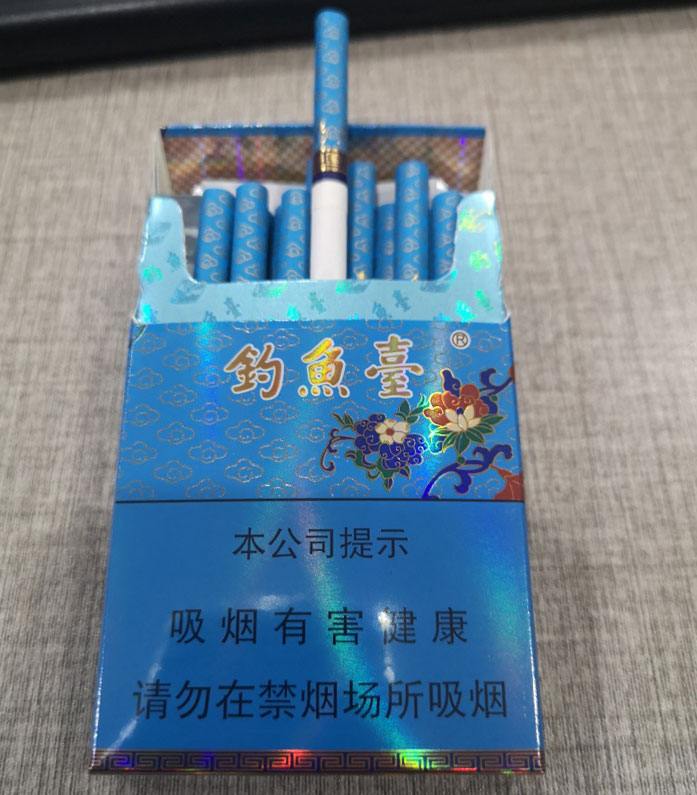 釣魚臺®
本公司提示
吸烟有害健康
请勿在禁烟场所吸烟